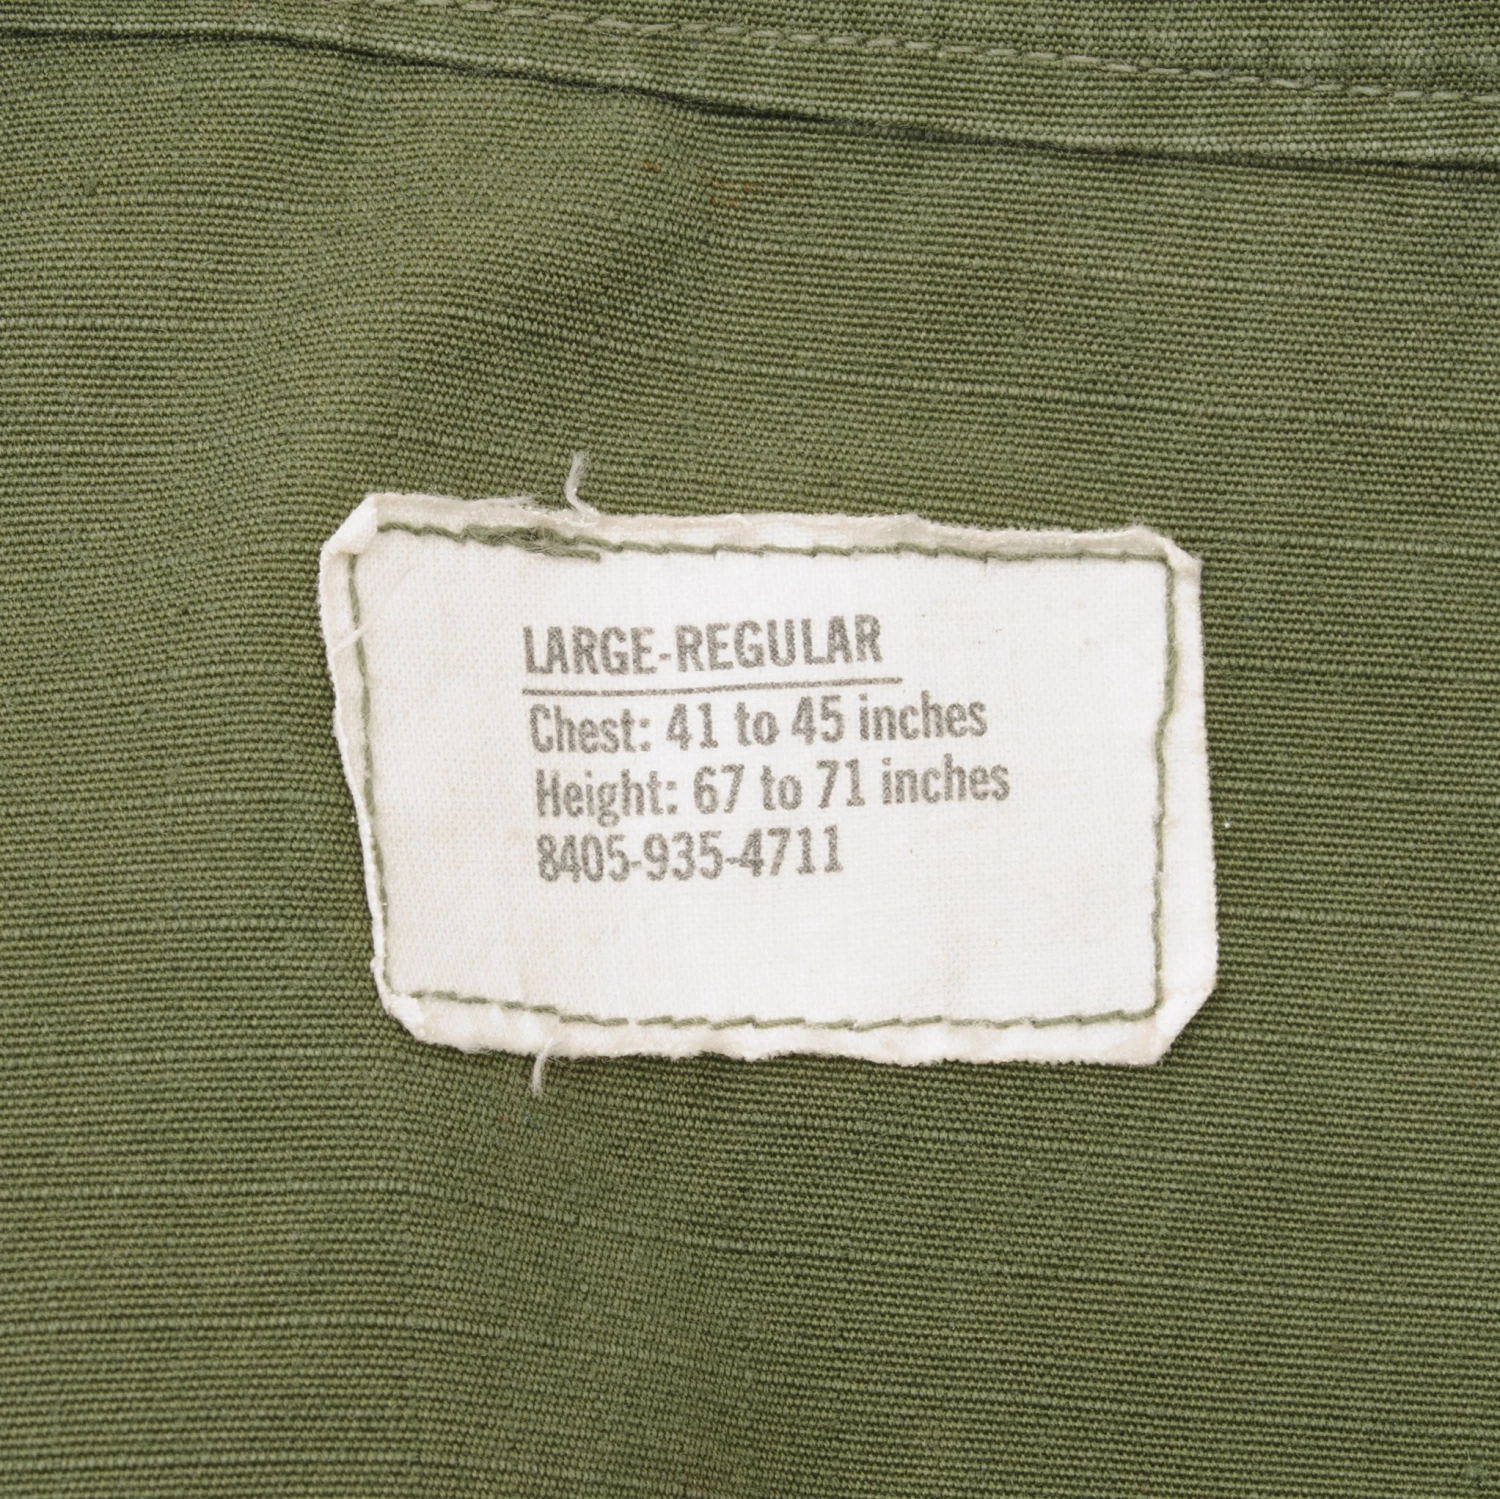 LARGE-REGULAR
Chest: 41 to 45 inches
Height: 67 to 71 inches
8405-935-4711